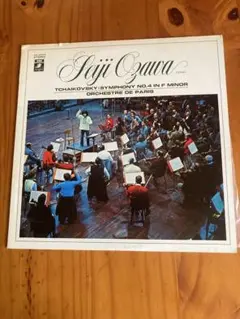 Seiji Ozawa
TCHAIKOVSKY: SYMPHONY NO.4 IN F MINOR
ORCHESTRE DE PARIS